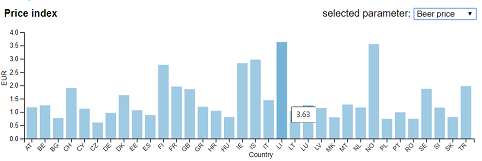 Price index
selected parameter: Beer price
4.0
3.5
3.0
2.5
2.0
1.5
1.0
0.5
0.0
EUR
3.63
AT BE BG CH CY CZ DE DK EE ES FI FR GB GR HR HU IE IS IT LI LT LU LV MK MT NL NO PL PT RO SE SI SK TR
Country